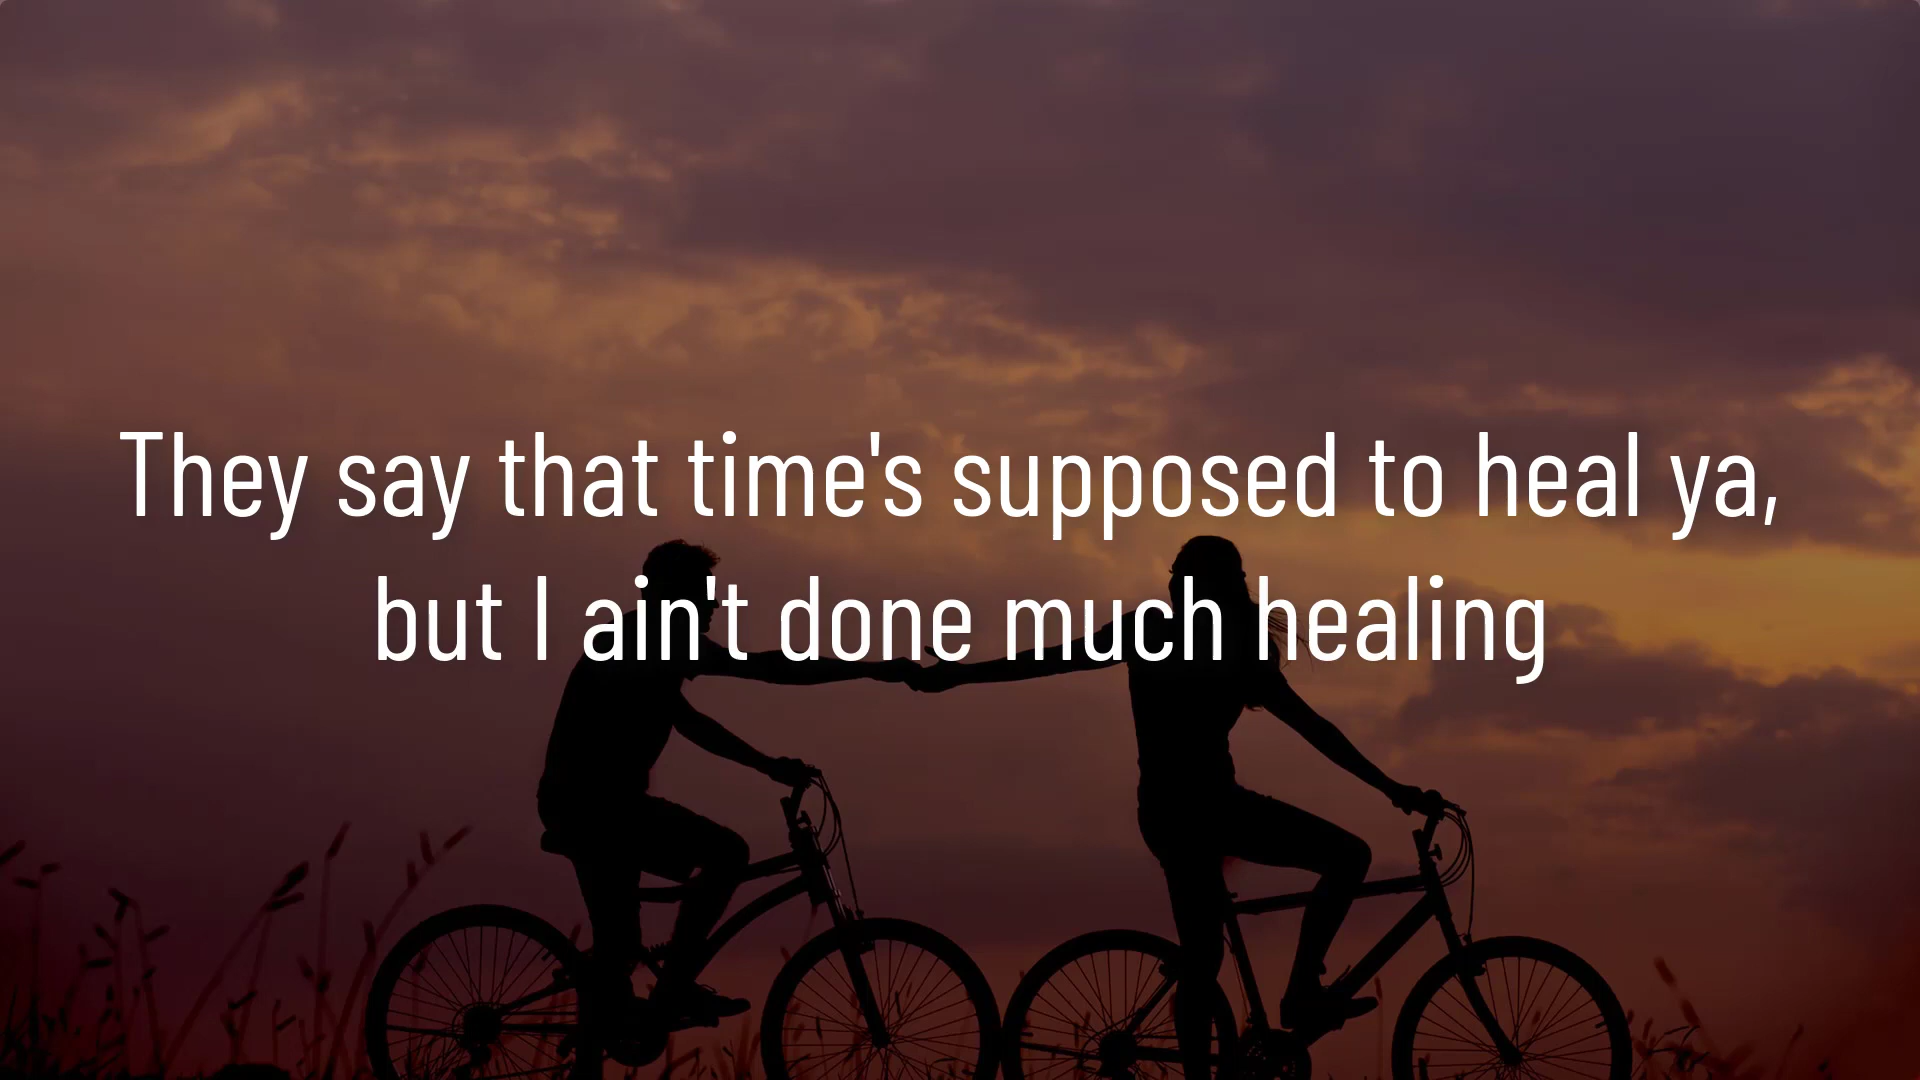 They say that time's supposed to heal ya,
but I ain't done much healing